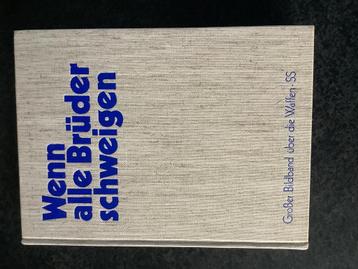 Wenn
alle Brüder
schweigen
Großer Bildband über die Waffen-SS